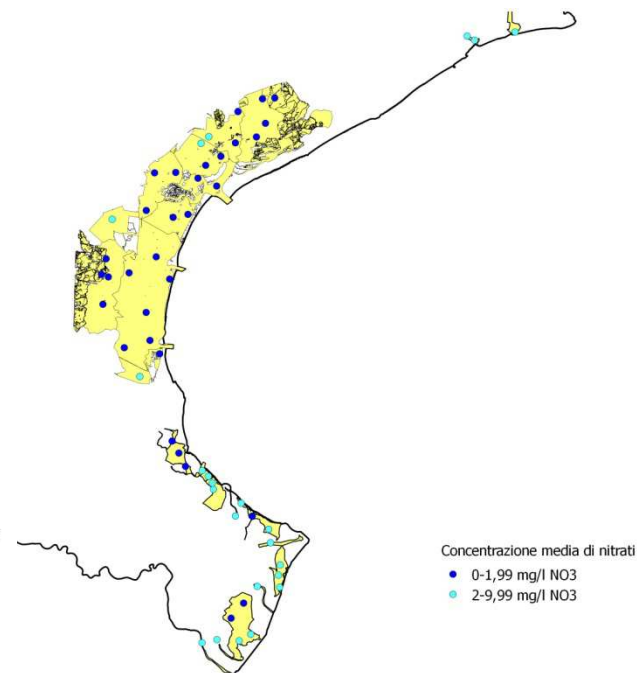 Concentrazione media di nitrati
0-1,99 mg/l NO3
2-9,99 mg/l NO3